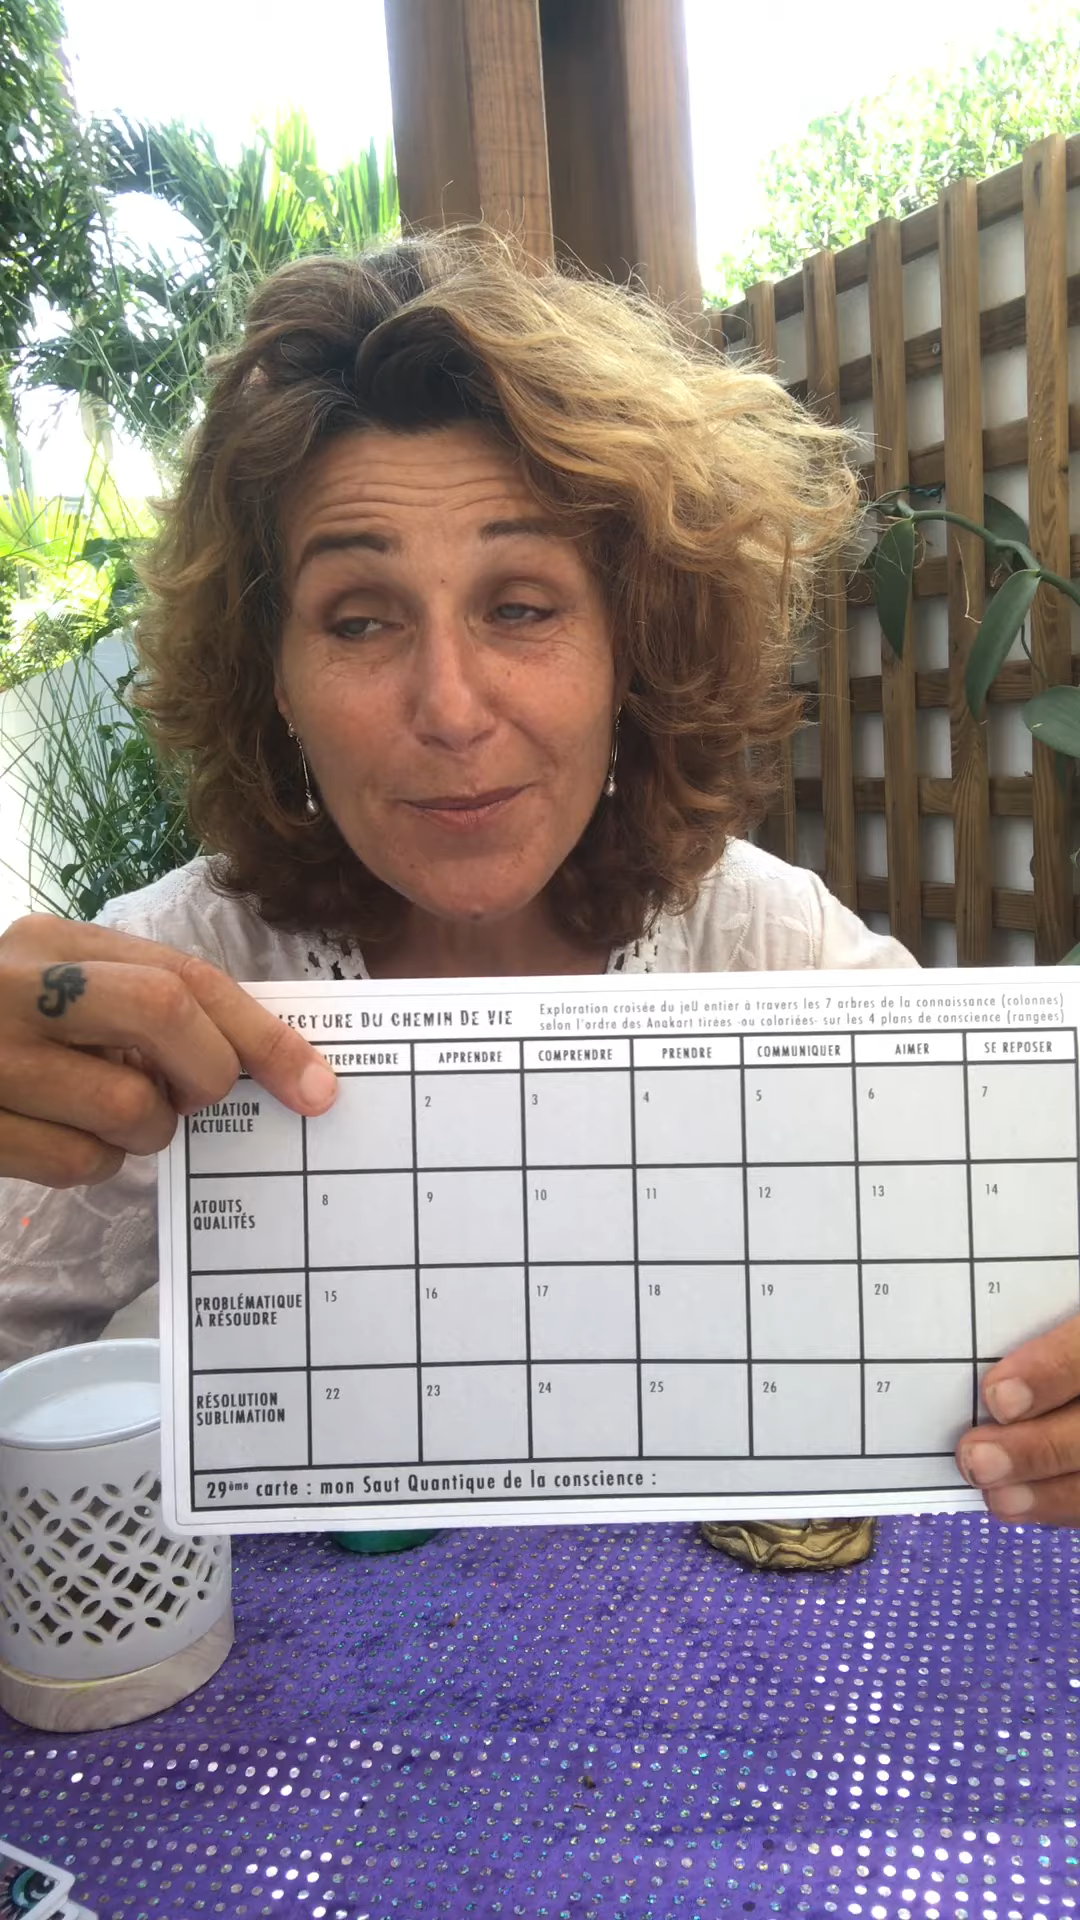 LECTURE DU CHEMIN DE VIE
Exploration croisée du jeU entier à travers les 7 arbres de la connaissance (colonnes)
selon l'ordre des Anakart tirées -ou coloriées- sur les 4 plans de conscience (rangées)
TREPRENDRE APPRENDRE COMPRENDRE PRENDRE COMMUNIQUER AIMER SE REPOSER
SITUATION
ACTUELLE
2 3 4 5 6 7
ATOUTS
QUALITÉS
8 9 10 11 12 13 14
PROBLÉMATIQUE
À RÉSOUDRE
15 16 17 18 19 20 21
RÉSOLUTION
SUBLIMATION
22 23 24 25 26 27
29ème carte : mon Saut Quantique de la conscience :